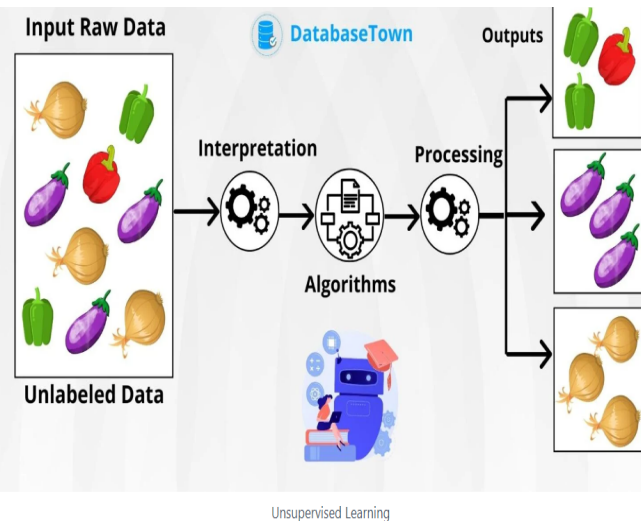 Input Raw Data
DatabaseTown
Outputs
Interpretation
Processing
Algorithms
Unlabeled Data
Unsupervised Learning